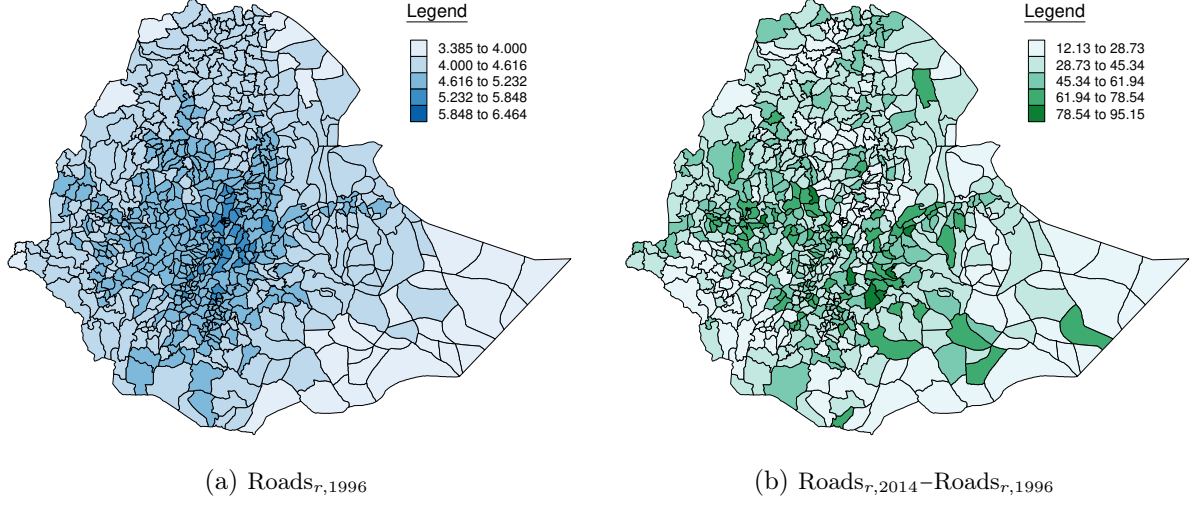 Legend
3.385 to 4.000
4.000 to 4.616
4.616 to 5.232
5.232 to 5.848
5.848 to 6.464
Legend
12.13 to 28.73
28.73 to 45.34
45.34 to 61.94
61.94 to 78.54
78.54 to 95.15
(a) Roads_{r,1996}
(b) Roads_{r,2014}−Roads_{r,1996}